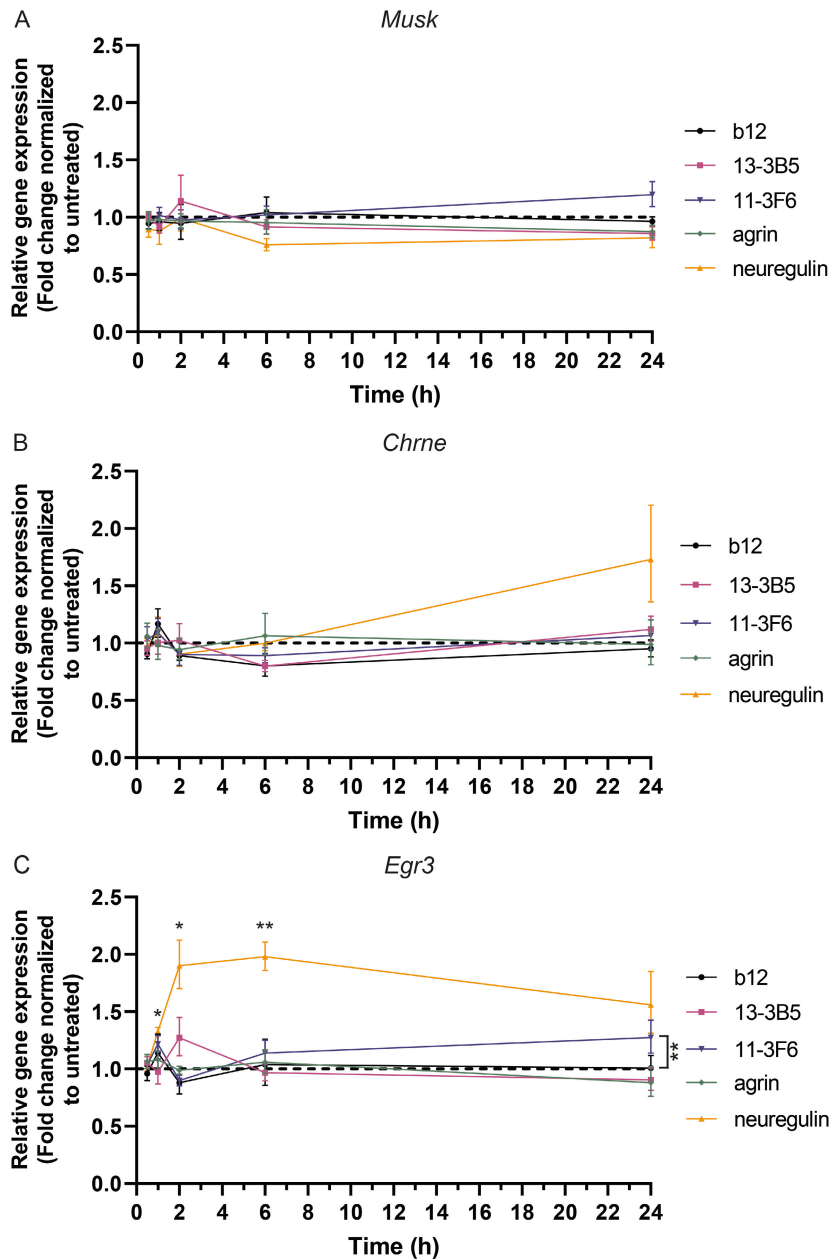 A
Musk
Relative gene expression
(Fold change normalized
to untreated)
2.5
2.0
1.5
1.0
0.5
0.0
0 2 4 6 8 10 12 14 16 18 20 22 24
Time (h)
b12
13-3B5
11-3F6
agrin
neuregulin
B
Chrne
Relative gene expression
(Fold change normalized
to untreated)
2.5
2.0
1.5
1.0
0.5
0.0
0 2 4 6 8 10 12 14 16 18 20 22 24
Time (h)
b12
13-3B5
11-3F6
agrin
neuregulin
C
Egr3
Relative gene expression
(Fold change normalized
to untreated)
2.5
2.0
1.5
1.0
0.5
0.0
* * **
**
0 2 4 6 8 10 12 14 16 18 20 22 24
Time (h)
b12
13-3B5
11-3F6
agrin
neuregulin